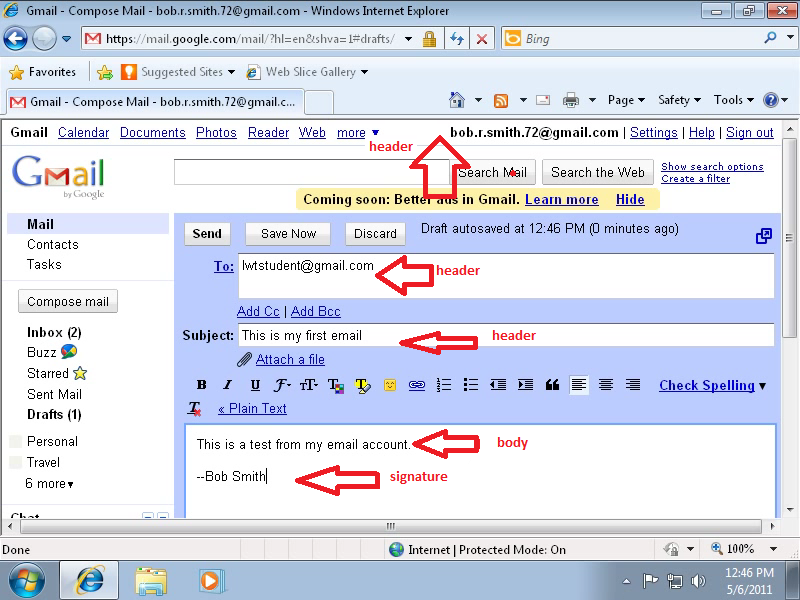 Gmail - Compose Mail - bob.r.smith.72@gmail.com - Windows Internet Explorer
https://mail.google.com/mail/?hl=en&shva=1#drafts/
Bing
Favorites Suggested Sites Web Slice Gallery
Gmail - Compose Mail - bob.r.smith.72@gmail.c...
Page Safety Tools
Gmail Calendar Documents Photos Reader Web more bob.r.smith.72@gmail.com | Settings | Help | Sign out
header
Gmail
by Google
Search Mail Search the Web
Show search options
Create a filter
Coming soon: Better ads in Gmail. Learn more Hide
Mail
Contacts
Tasks
Compose mail
Inbox (2)
Buzz
Starred
Sent Mail
Drafts (1)
Personal
Travel
6 more▾
Chat
Send Save Now Discard Draft autosaved at 12:46 PM (0 minutes ago)
To: lwtstudent@gmail.com header
Add Cc | Add Bcc
Subject: This is my first email header
Attach a file
B I U Check Spelling ▼
« Plain Text
This is a test from my email account. body
--Bob Smith signature
Done Internet | Protected Mode: On 100%
12:46 PM
5/6/2011